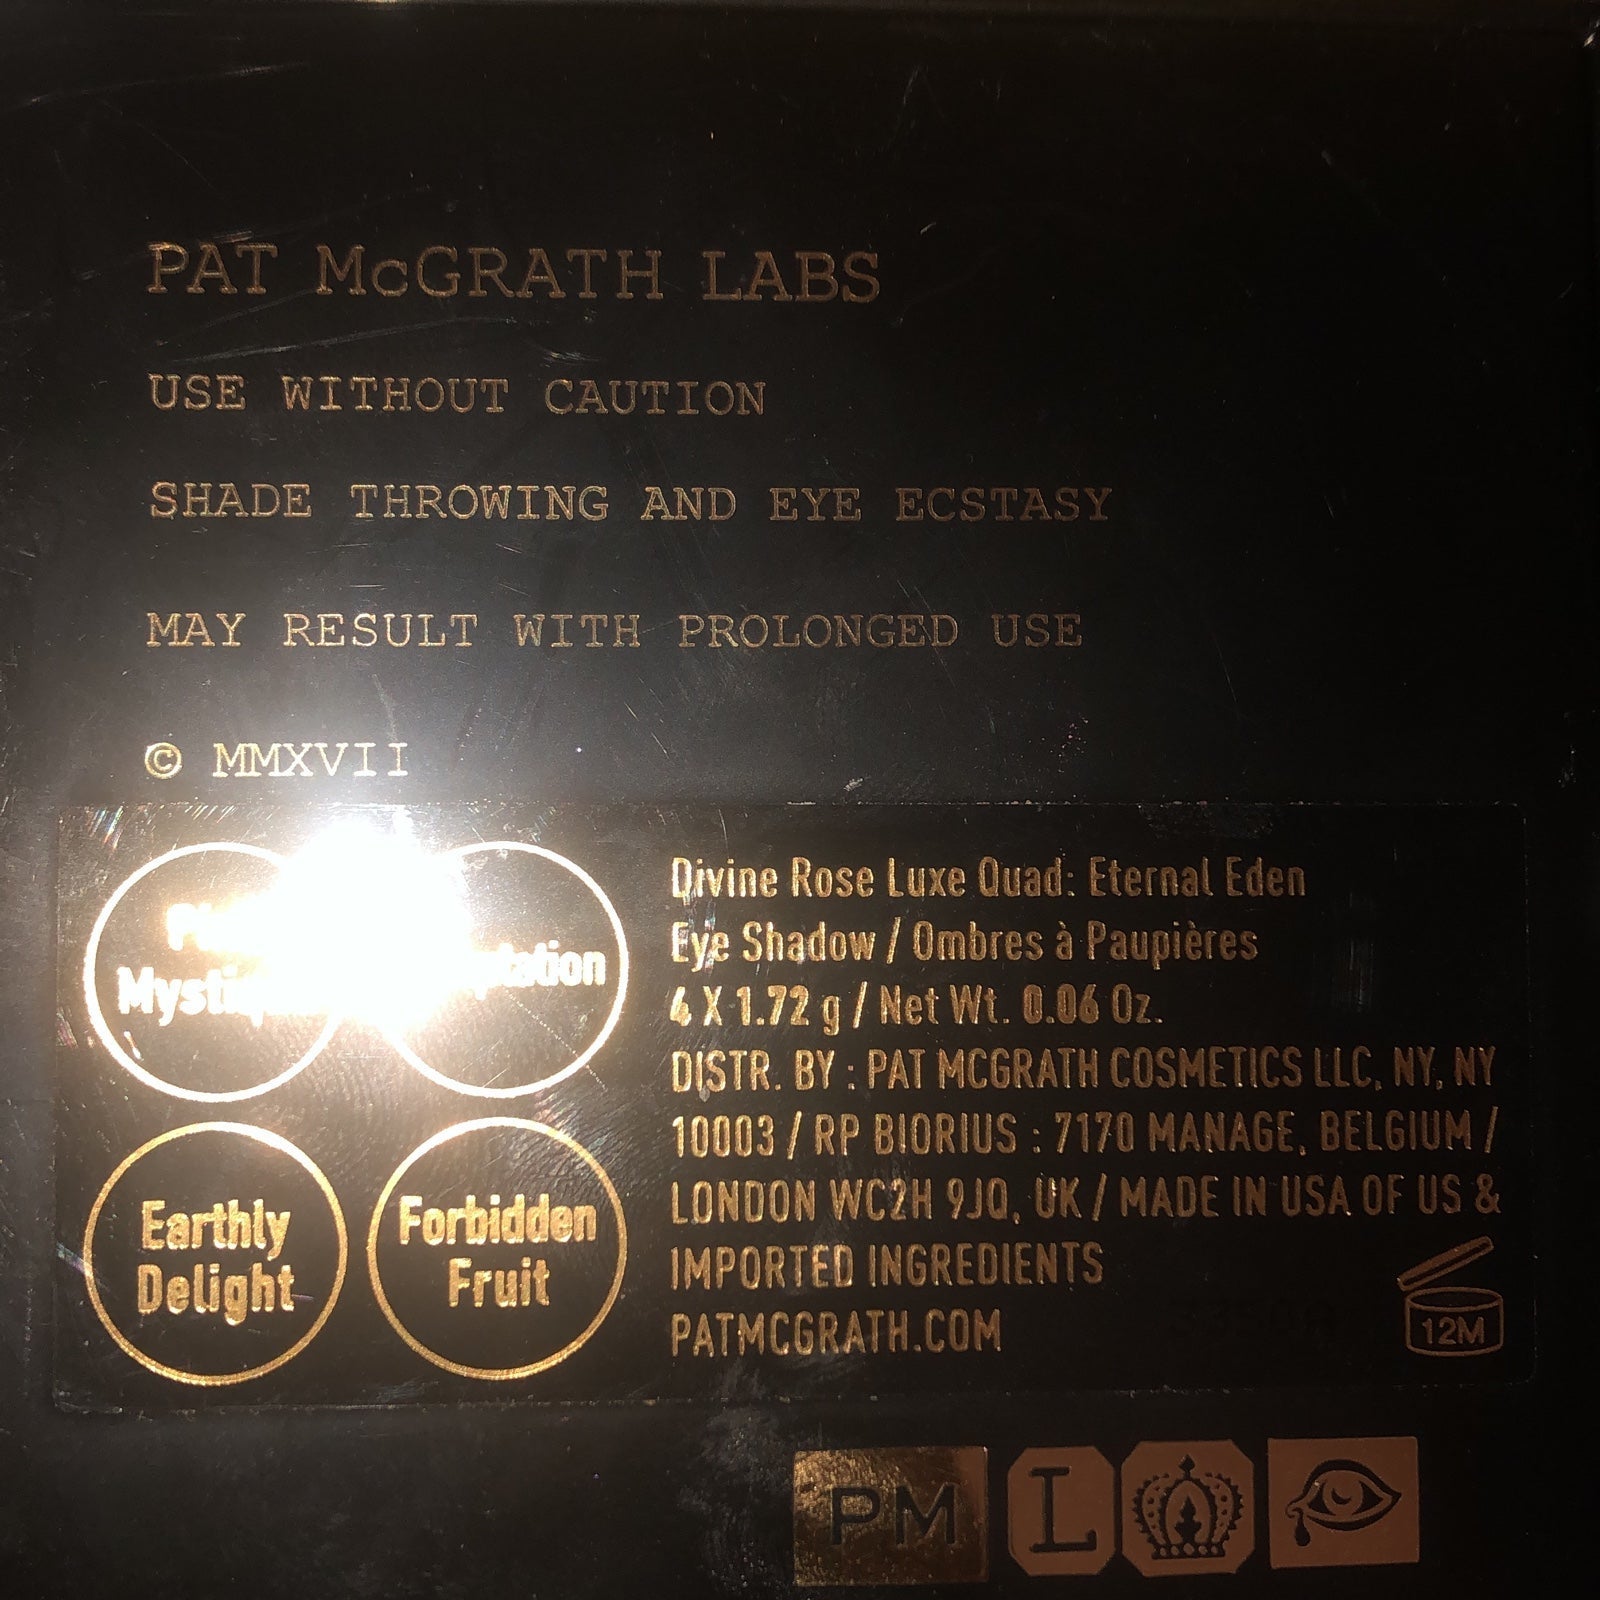 PAT McGRATH LABS
USE WITHOUT CAUTION
SHADE THROWING AND EYE ECSTASY
MAY RESULT WITH PROLONGED USE
© MMXVII
Earthly
Delight
Forbidden
Fruit
Divine Rose Luxe Quad: Eternal Eden
Eye Shadow / Ombres à Paupières
4 X 1.72 g / Net Wt. 0.06 Oz.
DISTR. BY : PAT MCGRATH COSMETICS LLC, NY, NY
10003 / RP BIORIUS : 7170 MANAGE, BELGIUM /
LONDON WC2H 9JQ, UK / MADE IN USA OF US &
IMPORTED INGREDIENTS
PATMCGRATH.COM
12M
PM
L